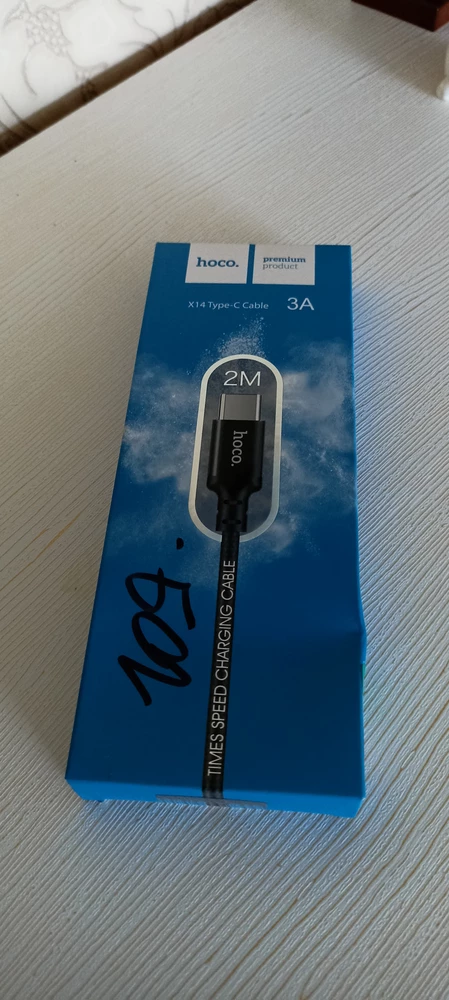 hoco.
premium
product
X14 Type-C Cable 3A
2M
hoco.
TIMES SPEED CHARGING CABLE